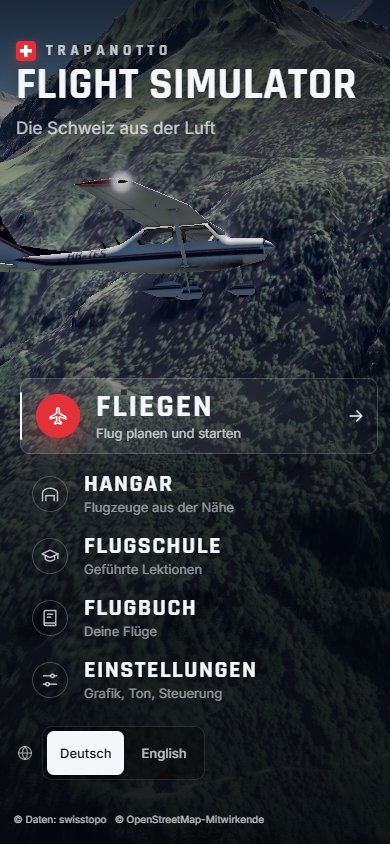 TRAPANOTTO
FLIGHT SIMULATOR
Die Schweiz aus der Luft
FLIEGEN
Flug planen und starten
HANGAR
Flugzeuge aus der Nähe
FLUGSCHULE
Geführte Lektionen
FLUGBUCH
Deine Flüge
EINSTELLUNGEN
Grafik, Ton, Steuerung
Deutsch English
© Daten: swisstopo © OpenStreetMap-Mitwirkende